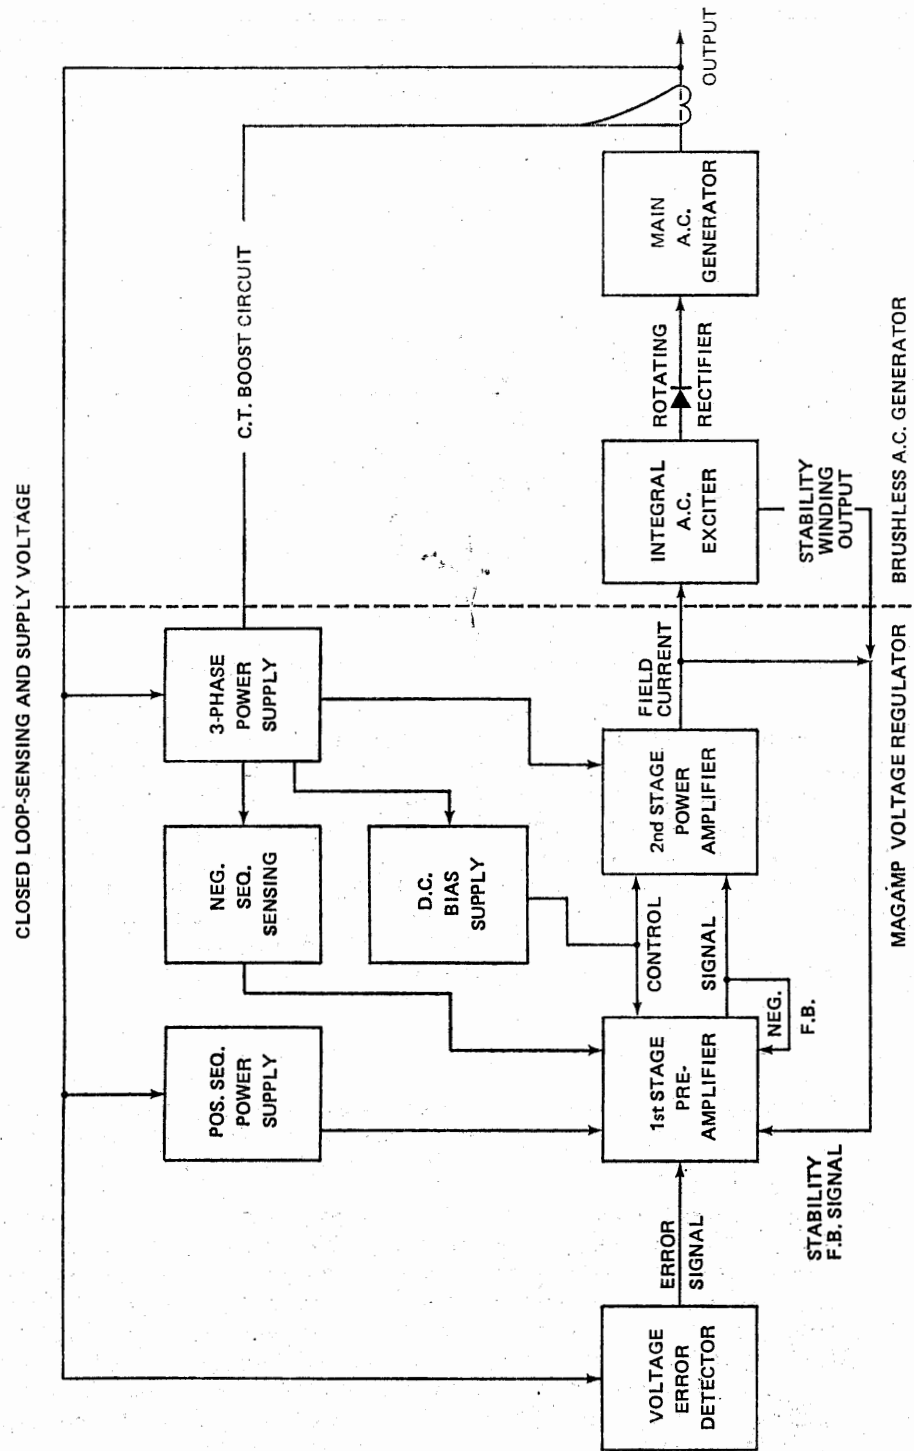 CLOSED LOOP-SENSING AND SUPPLY VOLTAGE
POS. SEQ.
POWER
SUPPLY
NEG.
SEQ.
SENSING
3-PHASE
POWER
SUPPLY
C.T. BOOST CIRCUIT
D.C.
BIAS
SUPPLY
VOLTAGE
ERROR
DETECTOR
ERROR
SIGNAL
1st STAGE
PRE-
AMPLIFIER
CONTROL
SIGNAL
NEG.
F.B.
2nd STAGE
POWER
AMPLIFIER
FIELD
CURRENT
INTEGRAL
A.C.
EXCITER
ROTATING
RECTIFIER
MAIN
A.C.
GENERATOR
OUTPUT
STABILITY
F.B. SIGNAL
STABILITY
WINDING
OUTPUT
MAGAMP VOLTAGE REGULATOR
BRUSHLESS A.C. GENERATOR